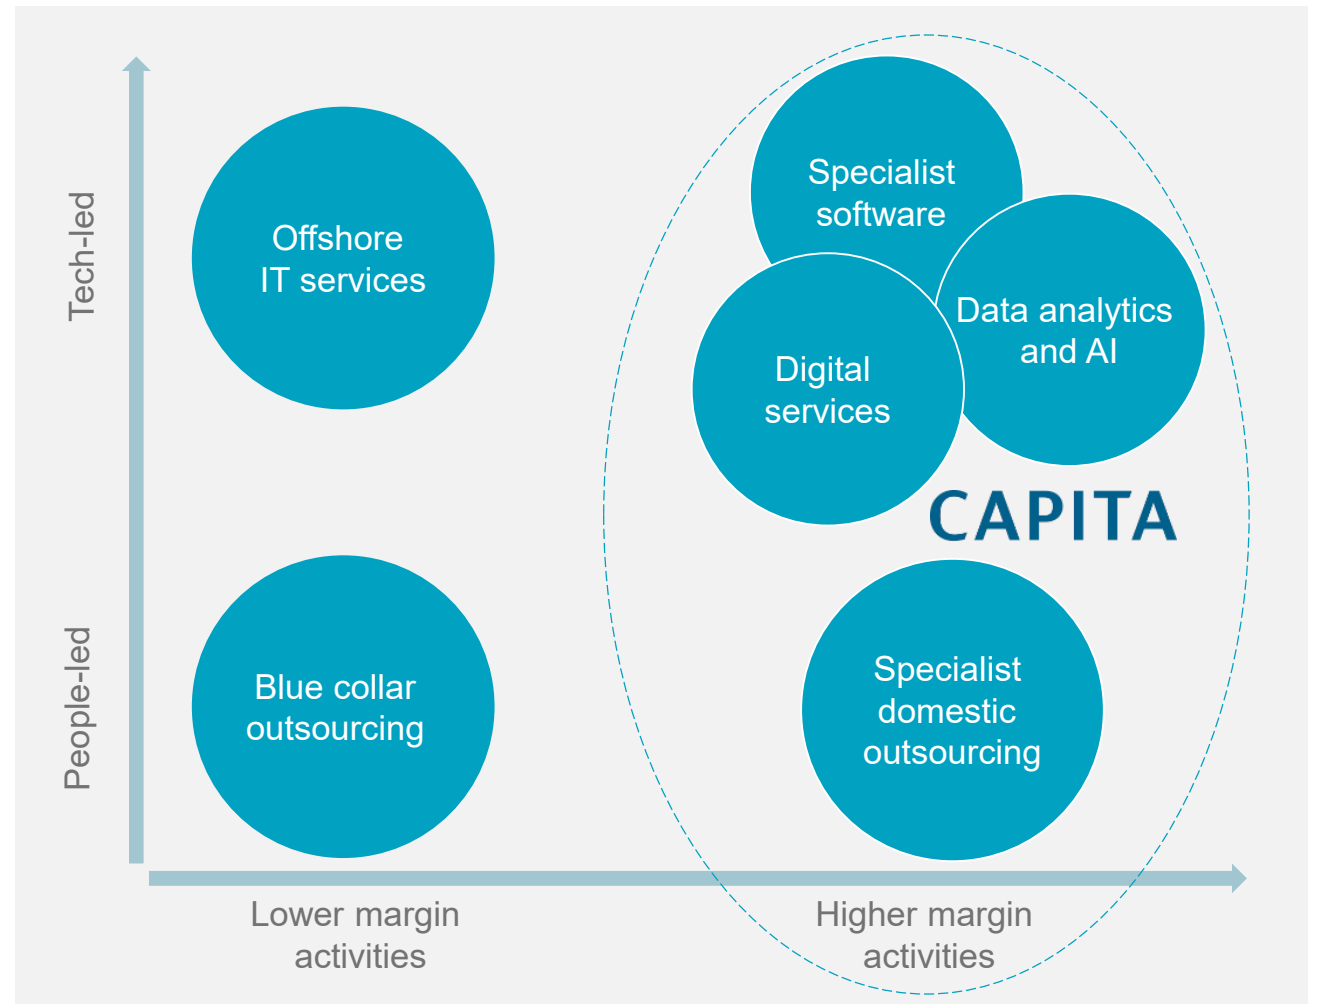 Tech-led
People-led
Offshore
IT services
Blue collar
outsourcing
Specialist
software
Data analytics
and AI
Digital
services
CAPITA
Specialist
domestic
outsourcing
Lower margin
activities
Higher margin
activities